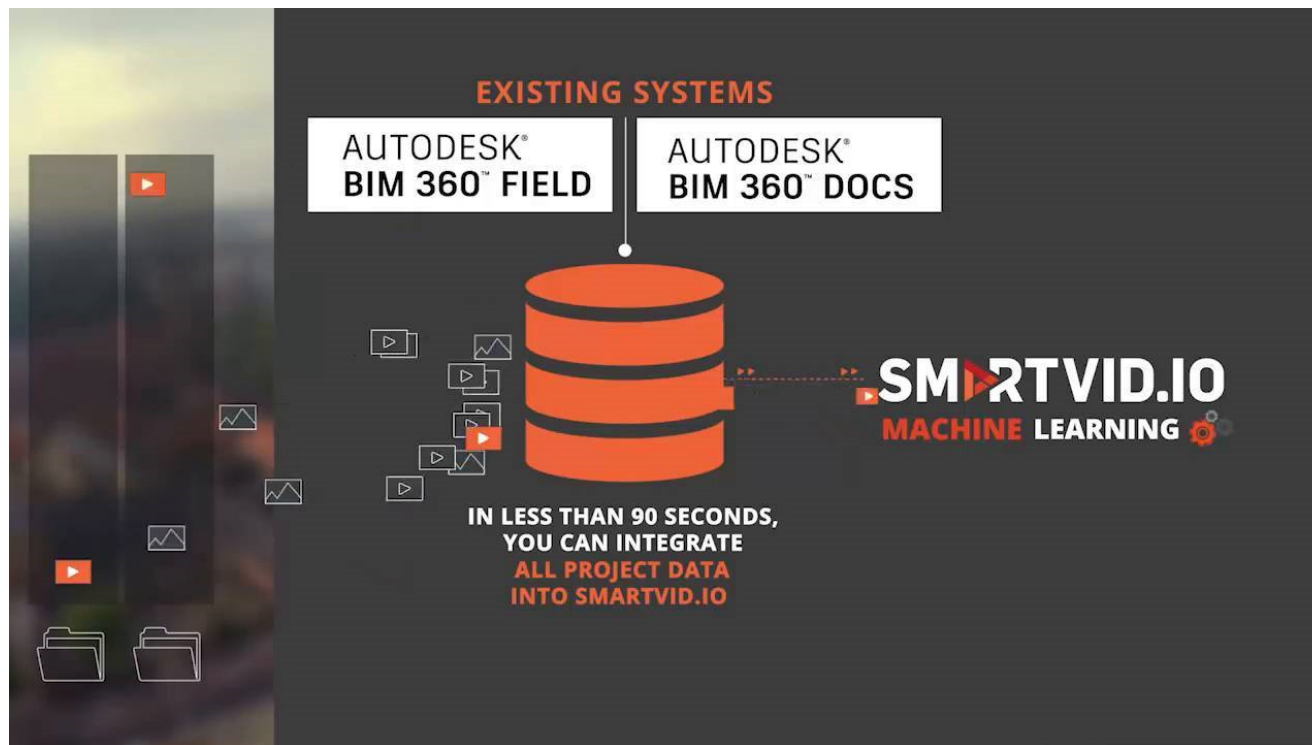 EXISTING SYSTEMS
AUTODESK®
BIM 360™ FIELD
AUTODESK®
BIM 360™ DOCS
SMARTVID.IO
MACHINE LEARNING
IN LESS THAN 90 SECONDS,
YOU CAN INTEGRATE
ALL PROJECT DATA
INTO SMARTVID.IO